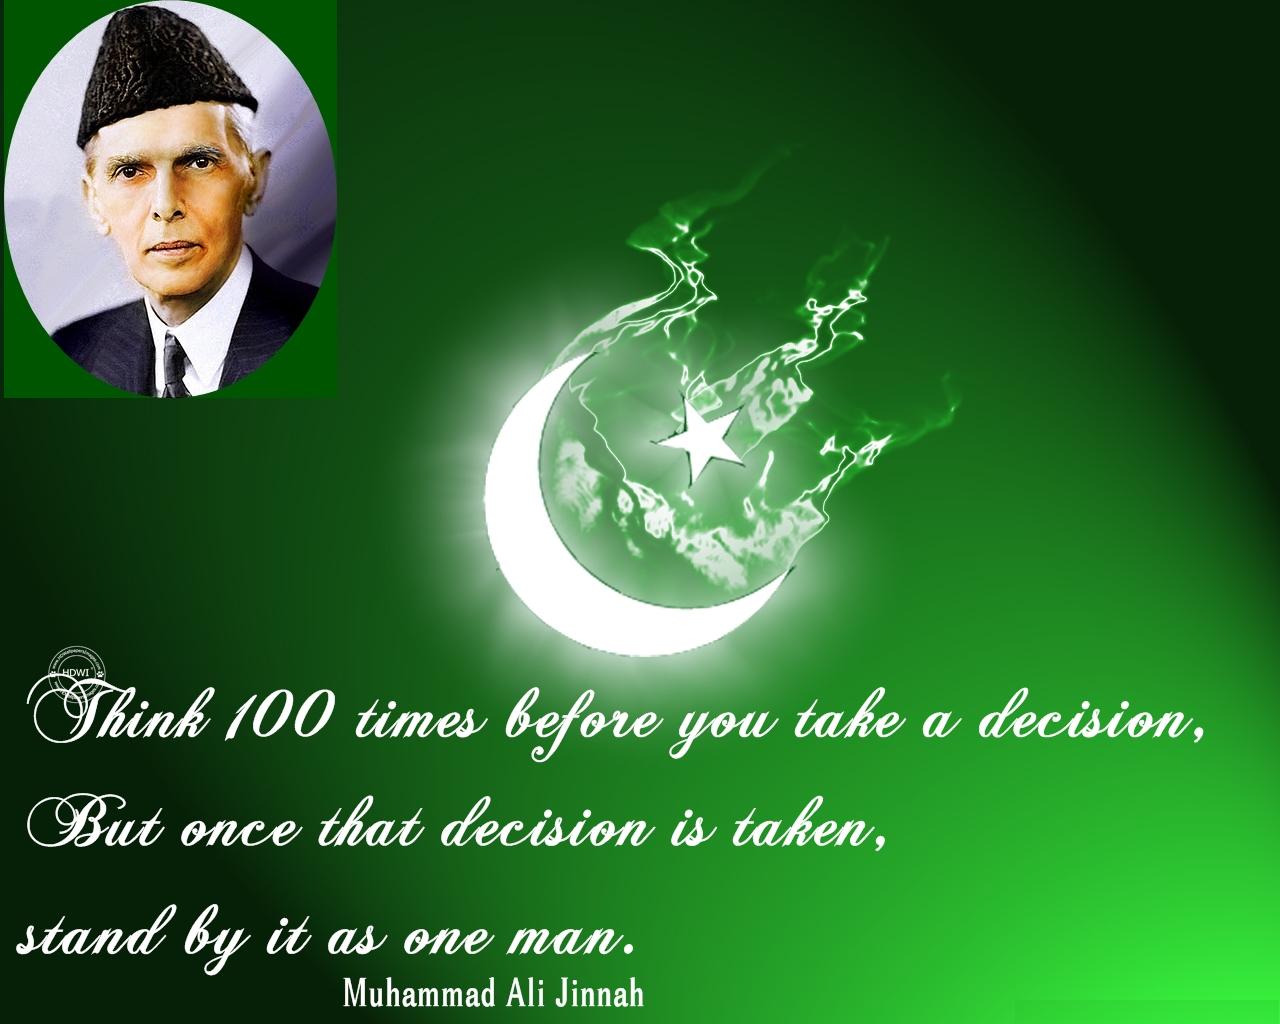 HDWI
Think 100 times before you take a decision,
But once that decision is taken,
stand by it as one man.
Muhammad Ali Jinnah